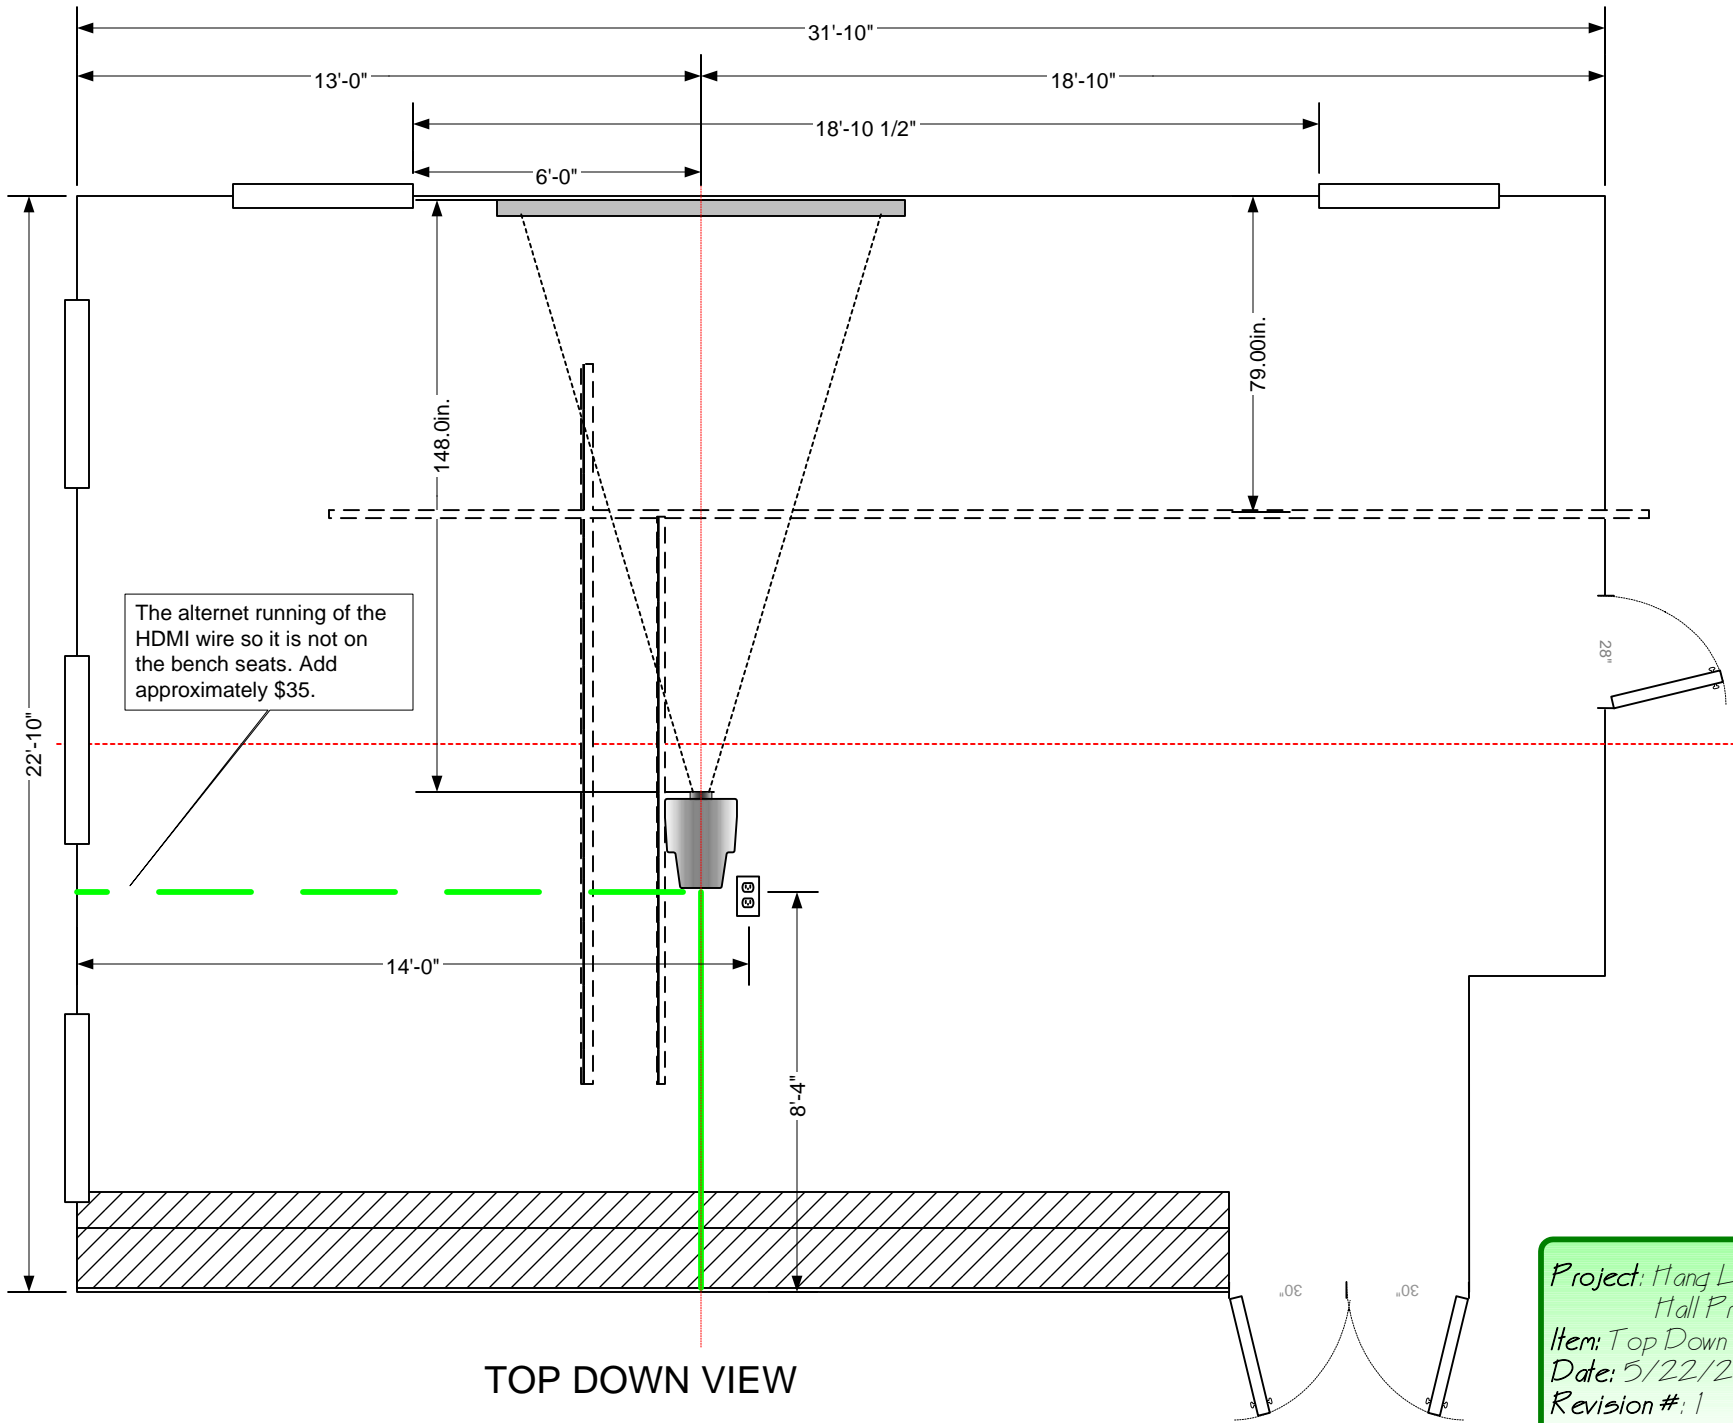 31'-10"
13'-0"
18'-10"
18'-10 1/2"
6'-0"
148.0in.
79.00in.
The alternet running of the
HDMI wire so it is not on
the bench seats. Add
approximately $35.
28"
22'-10"
14'-0"
8'-4"
30"
30"
TOP DOWN VIEW
Project: Hang L
Hall Pr
Item: Top Down
Date: 5/22/2
Revision #: 1